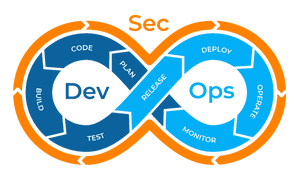 Sec
Dev
Ops
PLAN
CODE
BUILD
TEST
RELEASE
DEPLOY
OPERATE
MONITOR